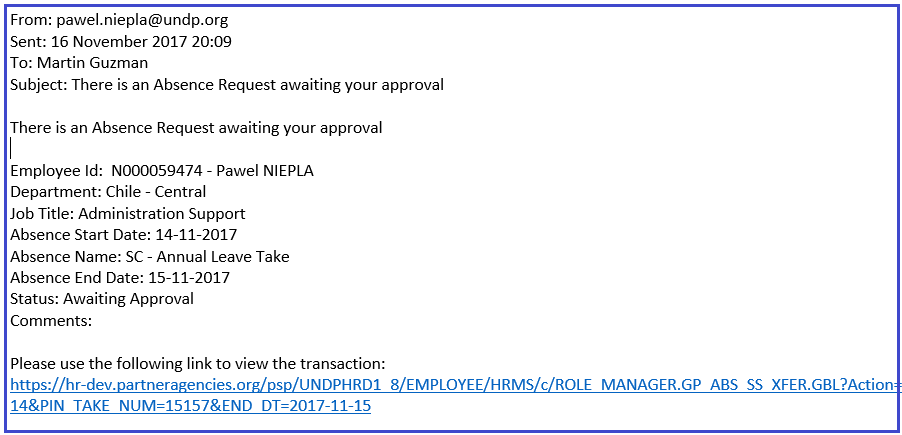 From: pawel.niepla@undp.org
Sent: 16 November 2017 20:09
To: Martin Guzman
Subject: There is an Absence Request awaiting your approval
There is an Absence Request awaiting your approval
Employee Id:  N000059474 - Pawel NIEPLA
Department: Chile - Central
Job Title: Administration Support
Absence Start Date: 14-11-2017
Absence Name: SC - Annual Leave Take
Absence End Date: 15-11-2017
Status: Awaiting Approval
Comments:
Please use the following link to view the transaction:
https://hr-dev.partneragencies.org/psp/UNDPHRD1_8/EMPLOYEE/HRMS/c/ROLE_MANAGER.GP_ABS_SS_XFER.GBL?Action=
14&PIN_TAKE_NUM=15157&END_DT=2017-11-15